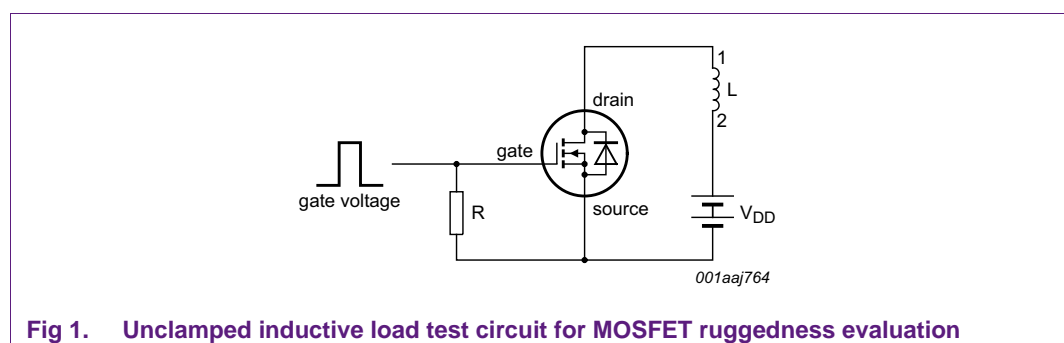 1
L
drain
2
gate
gate voltage
R
source
V_DD
001aaj764
Fig 1. Unclamped inductive load test circuit for MOSFET ruggedness evaluation